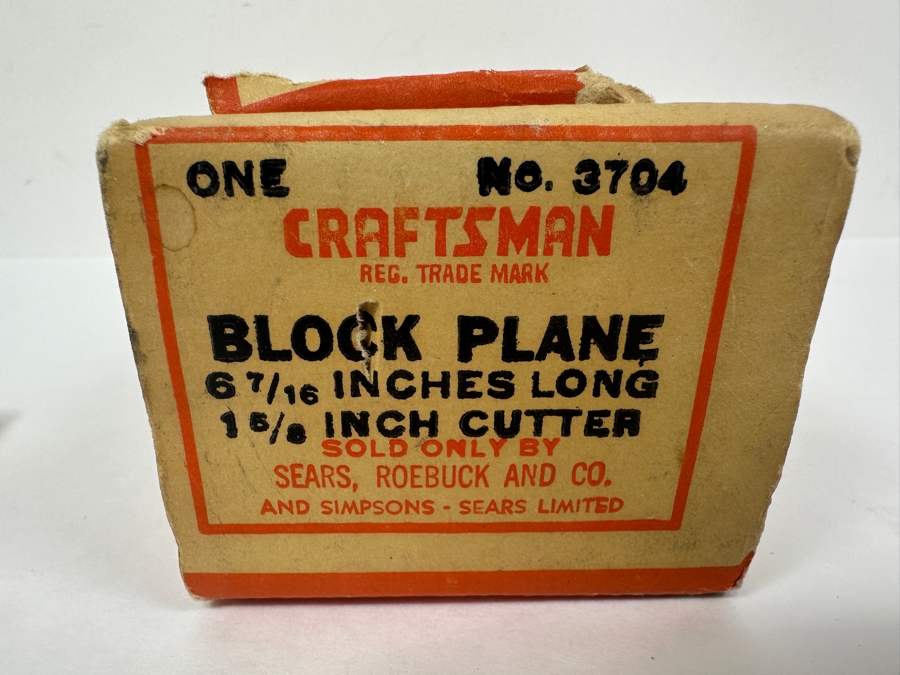 ONE No. 3704
CRAFTSMAN
REG. TRADE MARK
BLOCK PLANE
6 7/16 INCHES LONG
1 5/8 INCH CUTTER
SOLD ONLY BY
SEARS, ROEBUCK AND CO.
AND SIMPSONS - SEARS LIMITED